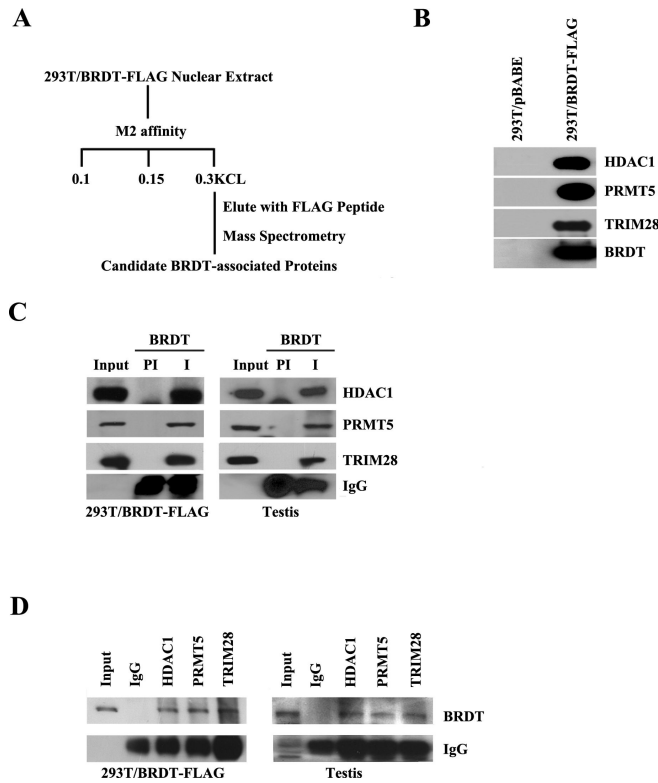 A
293T/BRDT-FLAG Nuclear Extract
M2 affinity
0.1 0.15 0.3KCL
Elute with FLAG Peptide
Mass Spectrometry
Candidate BRDT-associated Proteins
B
293T/pBABE
293T/BRDT-FLAG
HDAC1
PRMT5
TRIM28
BRDT
C
BRDT BRDT
Input PI I Input PI I
HDAC1
PRMT5
TRIM28
IgG
293T/BRDT-FLAG Testis
D
Input IgG HDAC1 PRMT5 TRIM28 Input IgG HDAC1 PRMT5 TRIM28
BRDT
IgG
293T/BRDT-FLAG Testis